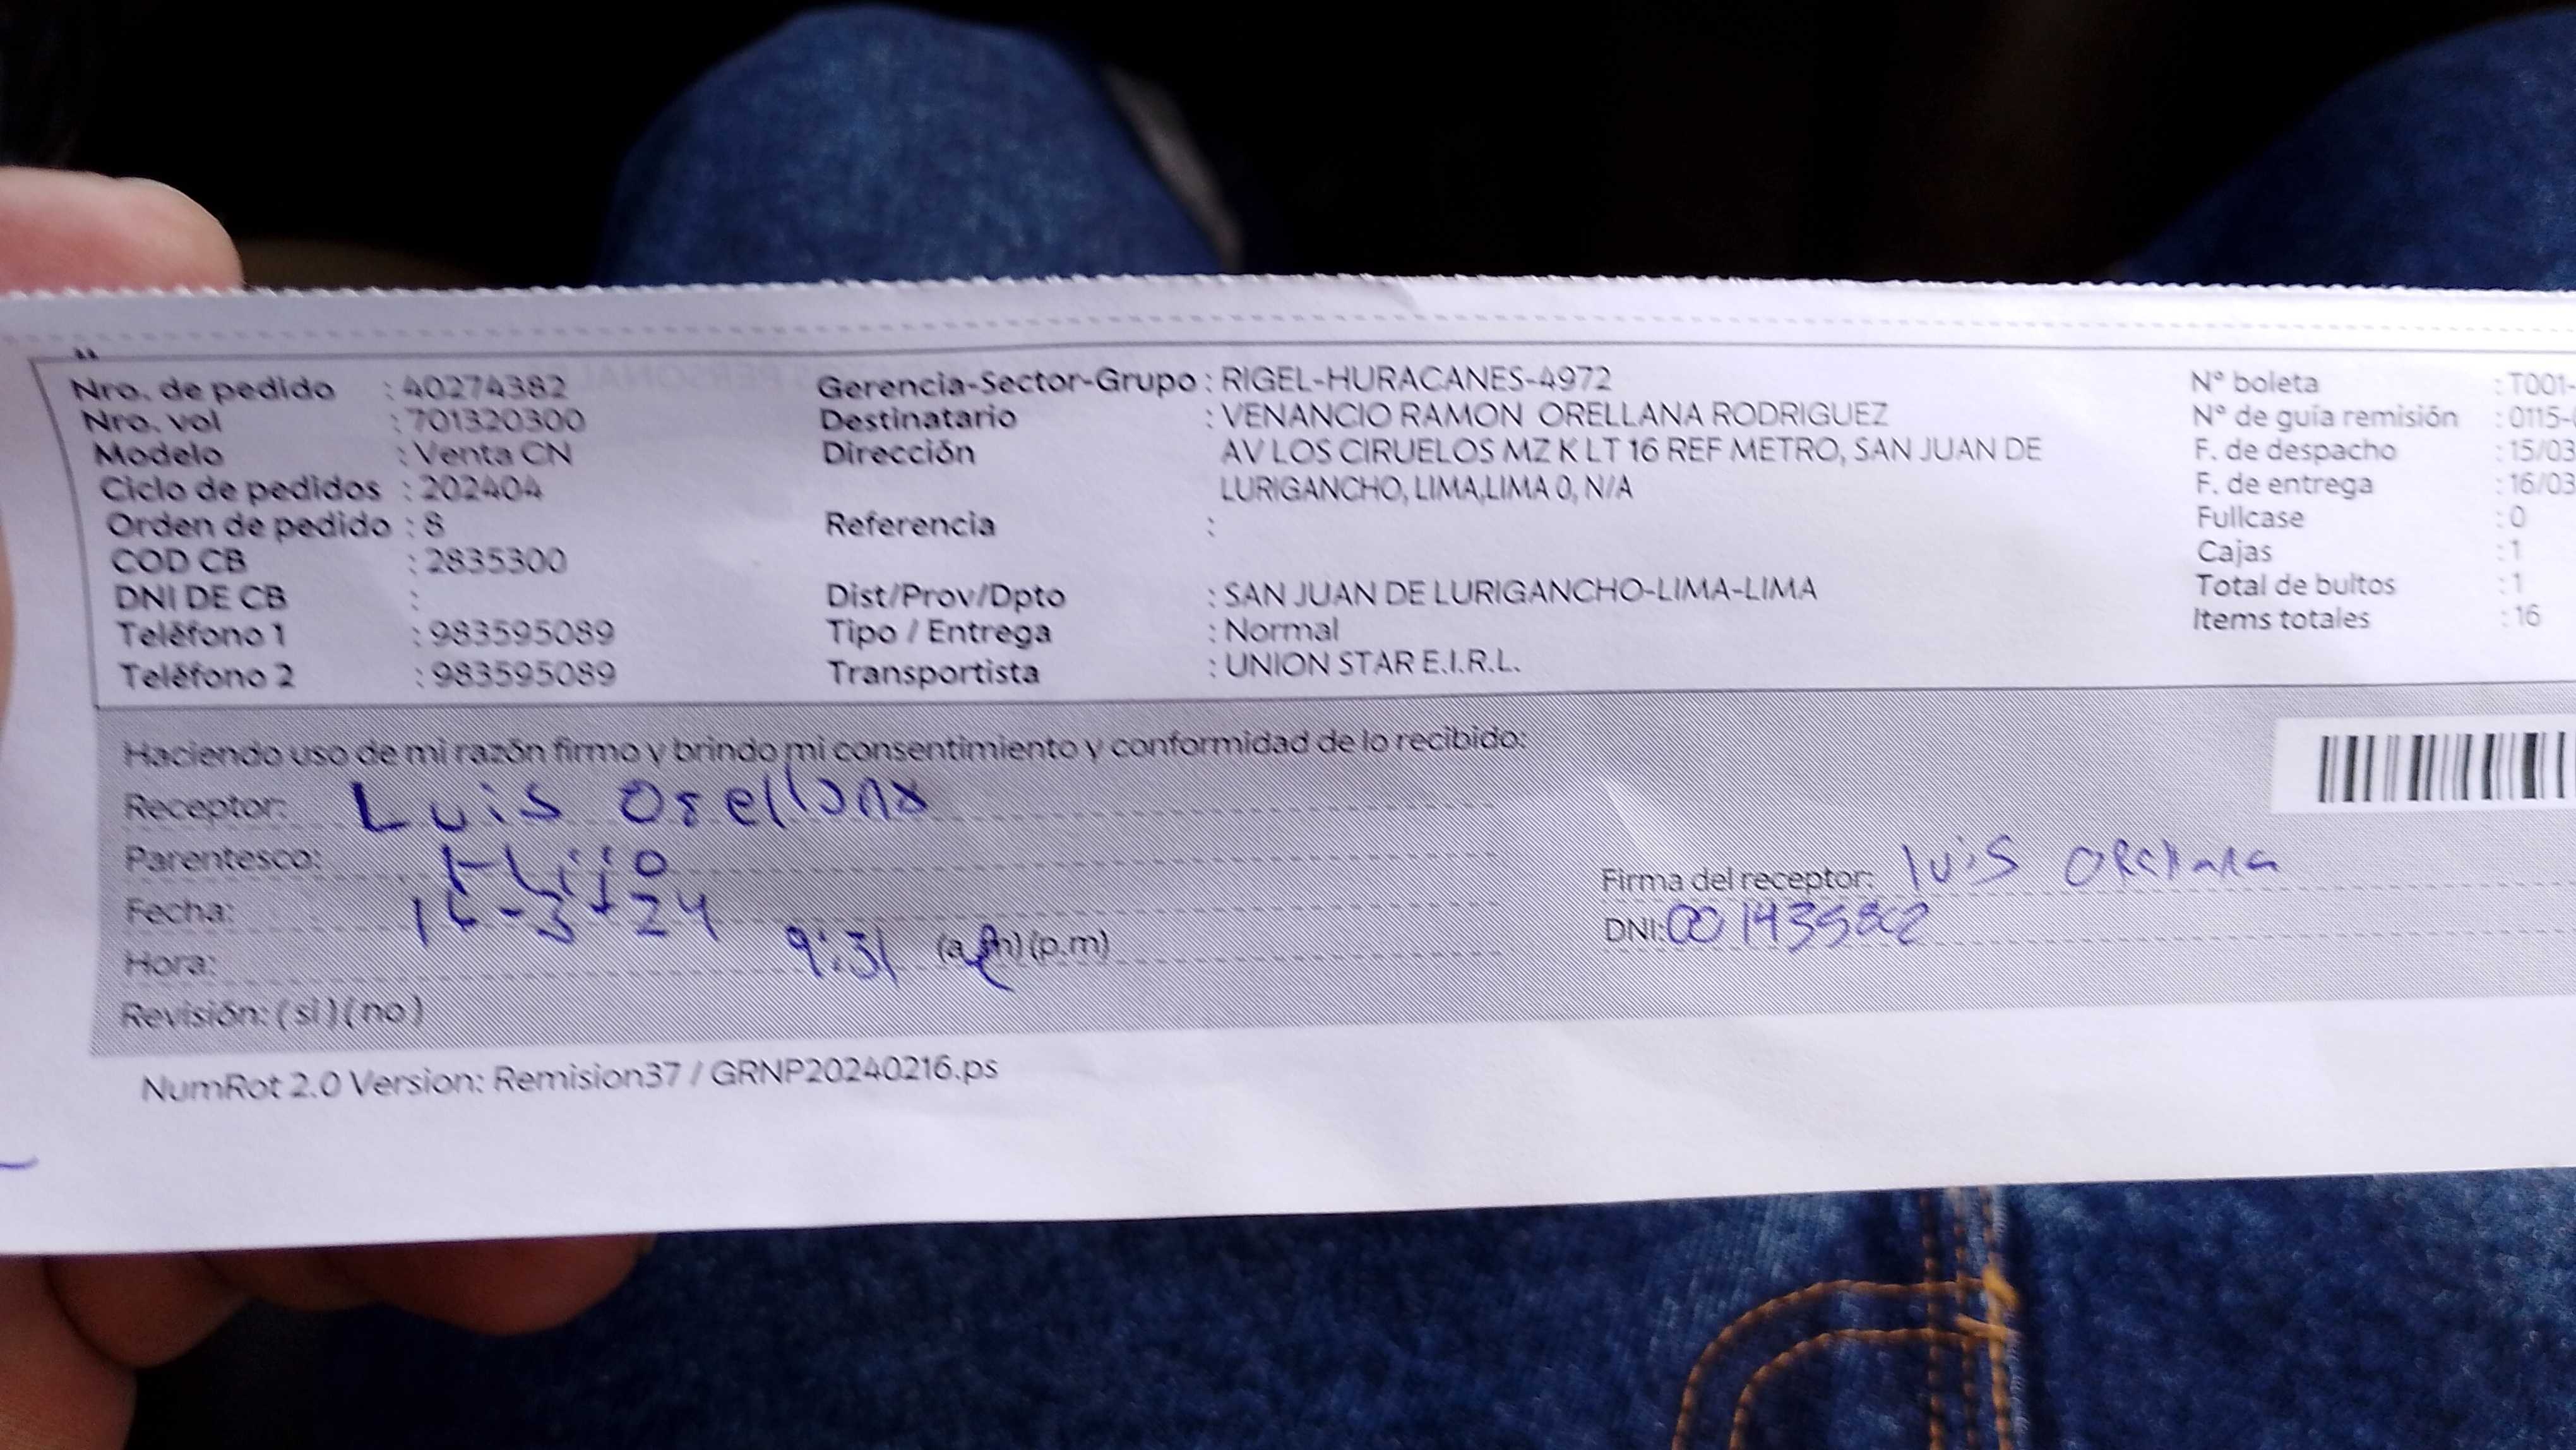 Nro. de pedido : 40274382
Nro. vol : 701320300
Modelo : Venta CN
Ciclo de pedidos : 202404
Orden de pedido : 8
COD CB : 2835300
DNI DE CB :
Teléfono 1 : 983595089
Teléfono 2 : 983595089
Gerencia-Sector-Grupo : RIGEL-HURACANES-4972
Destinatario : VENANCIO RAMON ORELLANA RODRIGUEZ
Dirección AV LOS CIRUELOS MZ K LT 16 REF METRO, SAN JUAN DE
LURIGANCHO, LIMA,LIMA 0, N/A
Referencia :
Dist/Prov/Dpto : SAN JUAN DE LURIGANCHO-LIMA-LIMA
Tipo / Entrega : Normal
Transportista : UNION STAR E.I.R.L.
N° boleta : T001-
N° de guía remisión : 0115-
F. de despacho : 15/03
F. de entrega : 16/03
Fullcase : 0
Cajas : 1
Total de bultos : 1
Items totales : 16
Haciendo uso de mi razón firmo y brindo mi consentimiento y conformidad de lo recibido:
Receptor: Luis Orellana
Parentesco: Hijo
Fecha: -3-24
Hora: 9:31 (a.m)(p.m)
Revisión: (si)(no)
Firma del receptor: luis Orellana
DNI:
NumRot 2.0 Version: Remision37 / GRNP20240216.ps